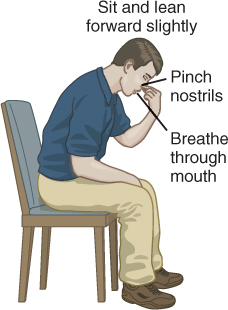 Sit and lean
forward slightly
Pinch
nostrils
Breathe
through
mouth